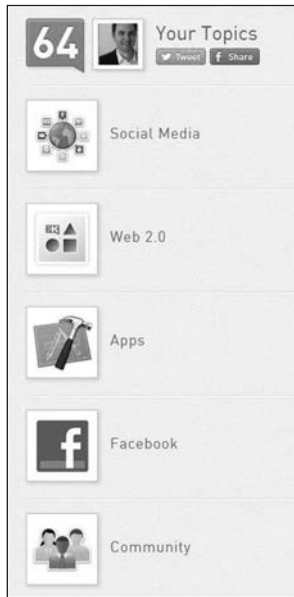 64
Your Topics
Tweet
f Share
Social Media
Web 2.0
Apps
f
Facebook
Community